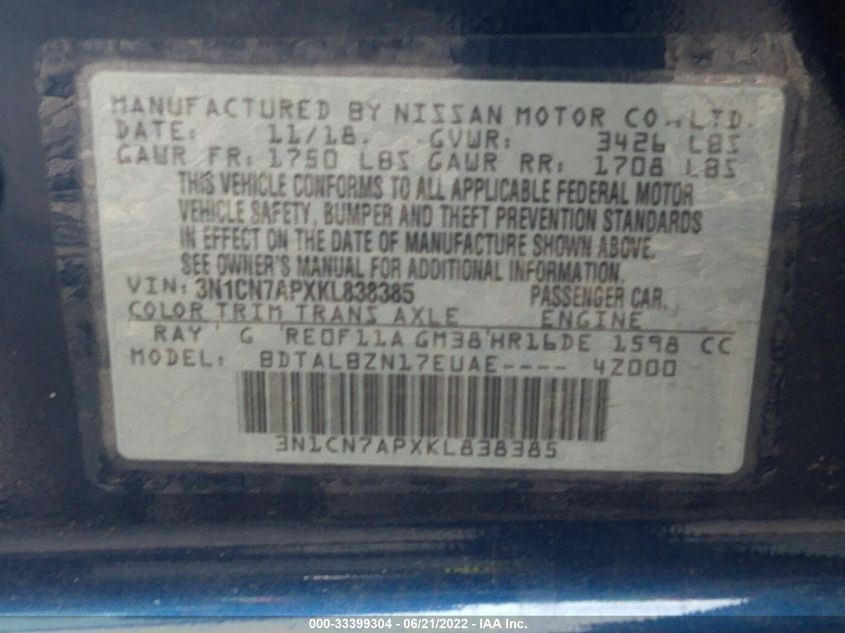 MANUFACTURED BY NISSAN MOTOR CO., LTD.
DATE: 11/18. GVWR: 3426 LBS
GAWR FR: 1750 LBS GAWR RR: 1708 LBS
THIS VEHICLE CONFORMS TO ALL APPLICABLE FEDERAL MOTOR
VEHICLE SAFETY, BUMPER AND THEFT PREVENTION STANDARDS
IN EFFECT ON THE DATE OF MANUFACTURE SHOWN ABOVE.
SEE OWNER'S MANUAL FOR ADDITIONAL INFORMATION.
VIN: 3N1CN7APXKL838385 PASSENGER CAR.
COLOR TRIM TRANS AXLE ENGINE
RAY G RE0F11A GM38 HR16DE 1598 CC
MODEL: BDTALBZN17EUAE---- 4Z000
3N1CN7APXKL838385
000-33399304 / 06/21/2022 - IAA Inc.